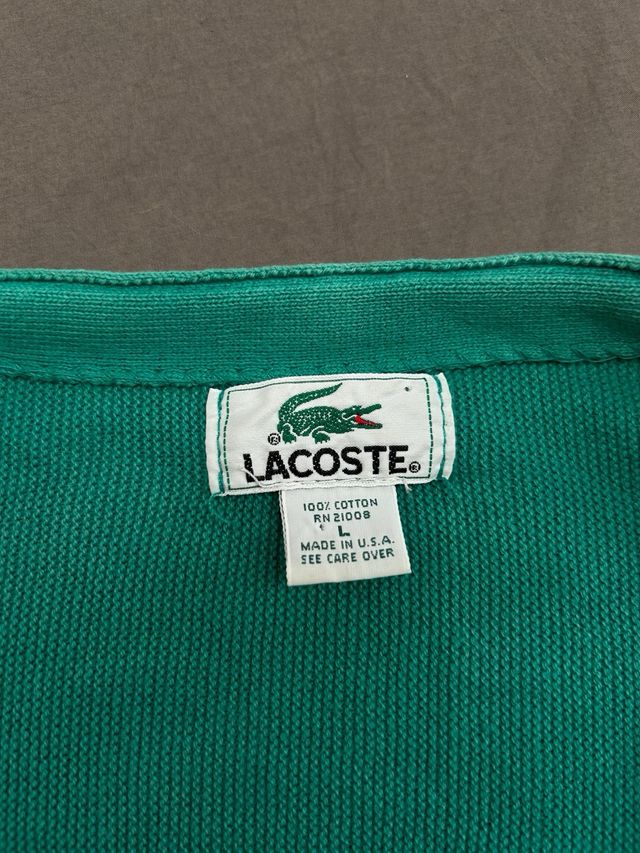 ® LACOSTE®
100% COTTON
RN 21008
L
MADE IN U.S.A.
SEE CARE OVER